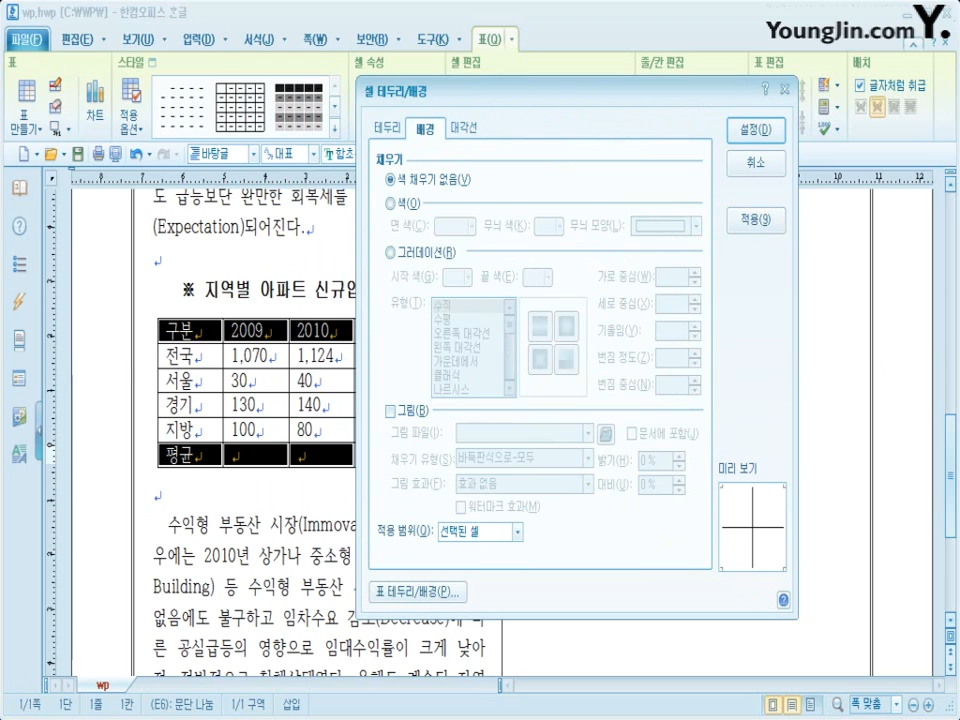 wp.hwp [C:\WPW] - 한컴오피스 한글
YoungJin.com Y.
파일(F) 편집(E) 보기(U) 입력(D) 서식(J) 쪽(W) 보안(R) 도구(K) 표(Q)
표 스타일 셀 속성 셀 편집 줄/칸 편집 표 편집 배치
표 만들기 차트 적용 옵션 글자처럼 취급
바탕글 대표 함초
8 7 6 5 4 3 2
도 급등보단 완만한 회복세를
(Expectation)되어진다.
※ 지역별 아파트 신규입
구분 2009 2010
전국 1,070 1,124
서울 30 40
경기 130 140
지방 100 80
평균
수익형 부동산 시장(Immova
우에는 2010년 상가나 중소형
Building) 등 수익형 부동산
없음에도 불구하고 임차수요 감소(Decrease)에 따
른 공실급등의 영향으로 임대수익률이 크게 낮아
셀 테두리/배경
테두리 배경 대각선
채우기
색 채우기 없음(V)
색(O)
면 색(C): 무늬 색(K): 무늬 모양(L):
그러데이션(R)
시작 색(G): 끝 색(E): 가로 중심(W):
유형(T): 세로 중심(X):
수직
수평
오른쪽 대각선
왼쪽 대각선
가운데에서
클래식
나르시스
기울임(Y):
번짐 정도(Z):
번짐 중심(N):
그림(B)
그림 파일(I): 문서에 포함(J)
채우기 유형(S): 바둑판식으로-모두 밝기(H): 0 %
그림 효과(F): 효과 없음 대비(U): 0 %
워터마크 효과(M)
적용 범위(Q): 선택된 셀
표 테두리/배경(P)...
설정(D)
취소
적용(9)
미리 보기
9 10 11 12
wp
1/1쪽 1단 1줄 1칸 (E6): 문단 나눔 1/1 구역 삽입 폭 맞춤